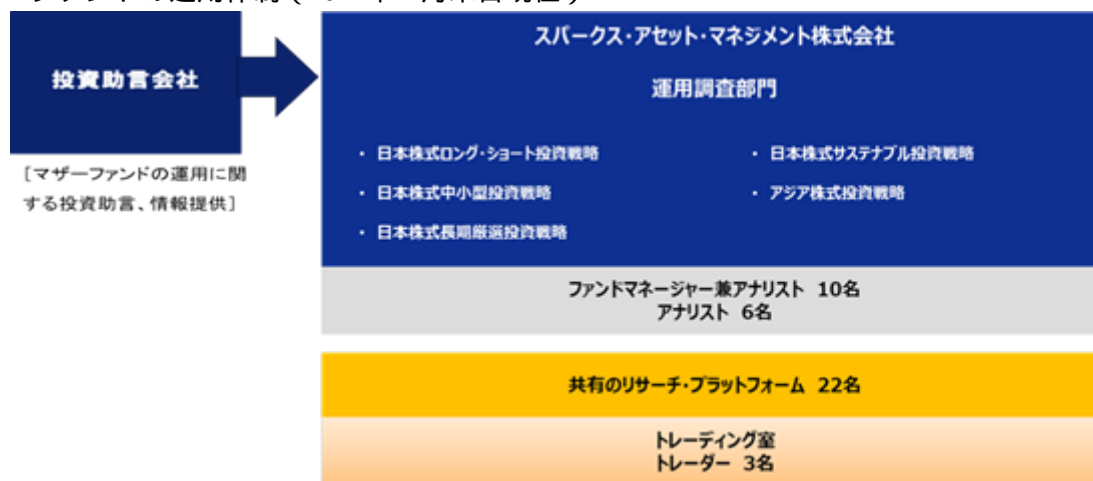 スパークス・アセット・マネジメント株式会社
投資助言会社
運用調査部門
・ 日本株式ロング・ショート投資戦略
・ 日本株式サステナブル投資戦略
[マザーファンドの運用に関
する投資助言、情報提供]
・ 日本株式中小型投資戦略
・ アジア株式投資戦略
・ 日本株式長期厳選投資戦略
ファンドマネージャー兼アナリスト 10名
アナリスト 6名
共有のリサーチ・プラットフォーム 22名
トレーディング室
トレーダー 3名